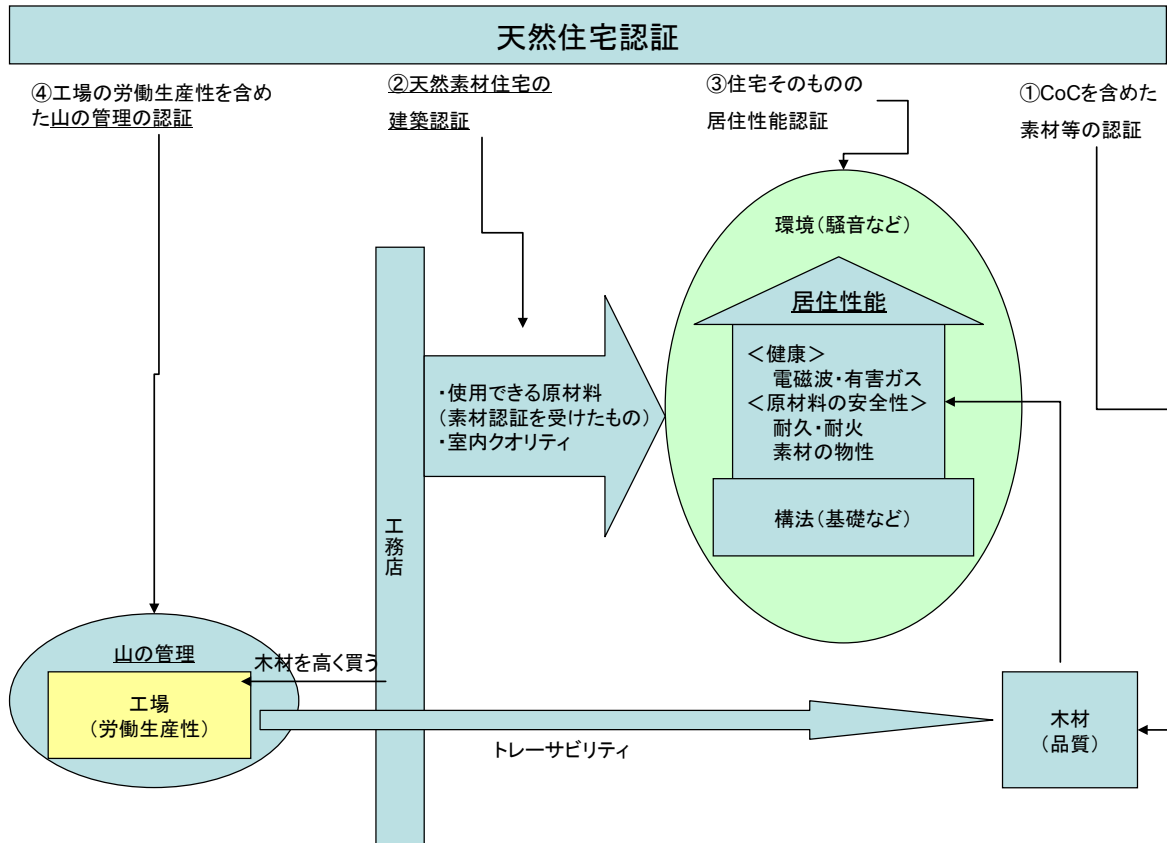 天然住宅認証
④工場の労働生産性を含め
た山の管理の認証
②天然素材住宅の
建築認証
③住宅そのものの
居住性能認証
①CoCを含めた
素材等の認証
環境(騒音など)
居住性能
<健康>
電磁波・有害ガス
<原材料の安全性>
耐久・耐火
素材の物性
構法(基礎など)
・使用できる原材料
(素材認証を受けたもの)
・室内クオリティ
工務店
山の管理
木材を高く買う
工場
(労働生産性)
トレーサビリティ
木材
(品質)